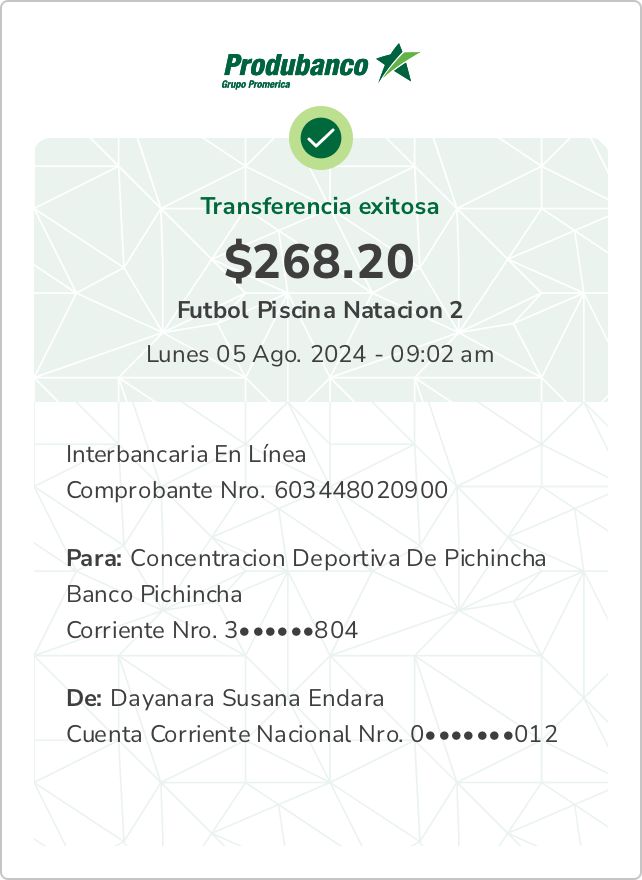 Produbanco
Grupo Promerica
Transferencia exitosa
$268.20
Futbol Piscina Natacion 2
Lunes 05 Ago. 2024 - 09:02 am
Interbancaria En Línea
Comprobante Nro. 603448020900
Para: Concentracion Deportiva De Pichincha
Banco Pichincha
Corriente Nro. 3••••••804
De: Dayanara Susana Endara
Cuenta Corriente Nacional Nro. 0•••••••012